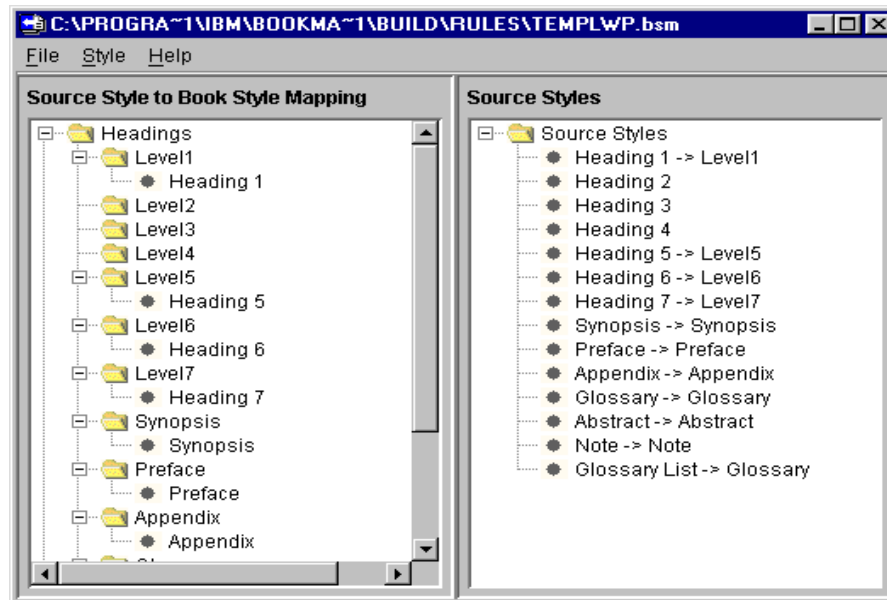 C:\PROGRA~1\IBM\BOOKMA~1\BUILD\RULES\TEMPLWP.bsm
File Style Help
Source Style to Book Style Mapping
Headings
Level1
Heading 1
Level2
Level3
Level4
Level5
Heading 5
Level6
Heading 6
Level7
Heading 7
Synopsis
Synopsis
Preface
Preface
Appendix
Appendix
Source Styles
Source Styles
Heading 1 -> Level1
Heading 2
Heading 3
Heading 4
Heading 5 -> Level5
Heading 6 -> Level6
Heading 7 -> Level7
Synopsis -> Synopsis
Preface -> Preface
Appendix -> Appendix
Glossary -> Glossary
Abstract -> Abstract
Note -> Note
Glossary List -> Glossary